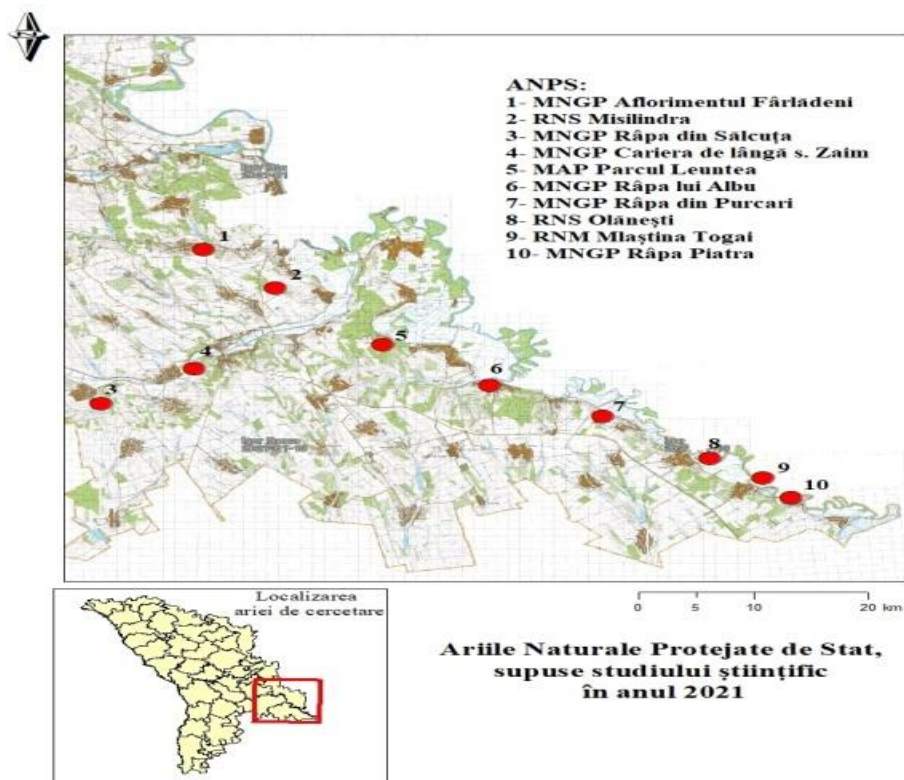 ANPS:
1- MNGP Aflorimentul Fârlădeni
2- RNS Misilindra
3- MNGP Râpa din Sălcuța
4- MNGP Cariera de lângă s. Zaim
5- MAP Parcul Leuntea
6- MNGP Râpa lui Albu
7- MNGP Râpa din Purcari
8- RNS Olănești
9- RNM Mlaștina Togai
10- MNGP Râpa Piatra
1
2
5
4
6
3
7
8
9
10
0 5 10 20 km
Localizarea
ariei de cercetare
Ariile Naturale Protejate de Stat,
supuse studiului științific
în anul 2021